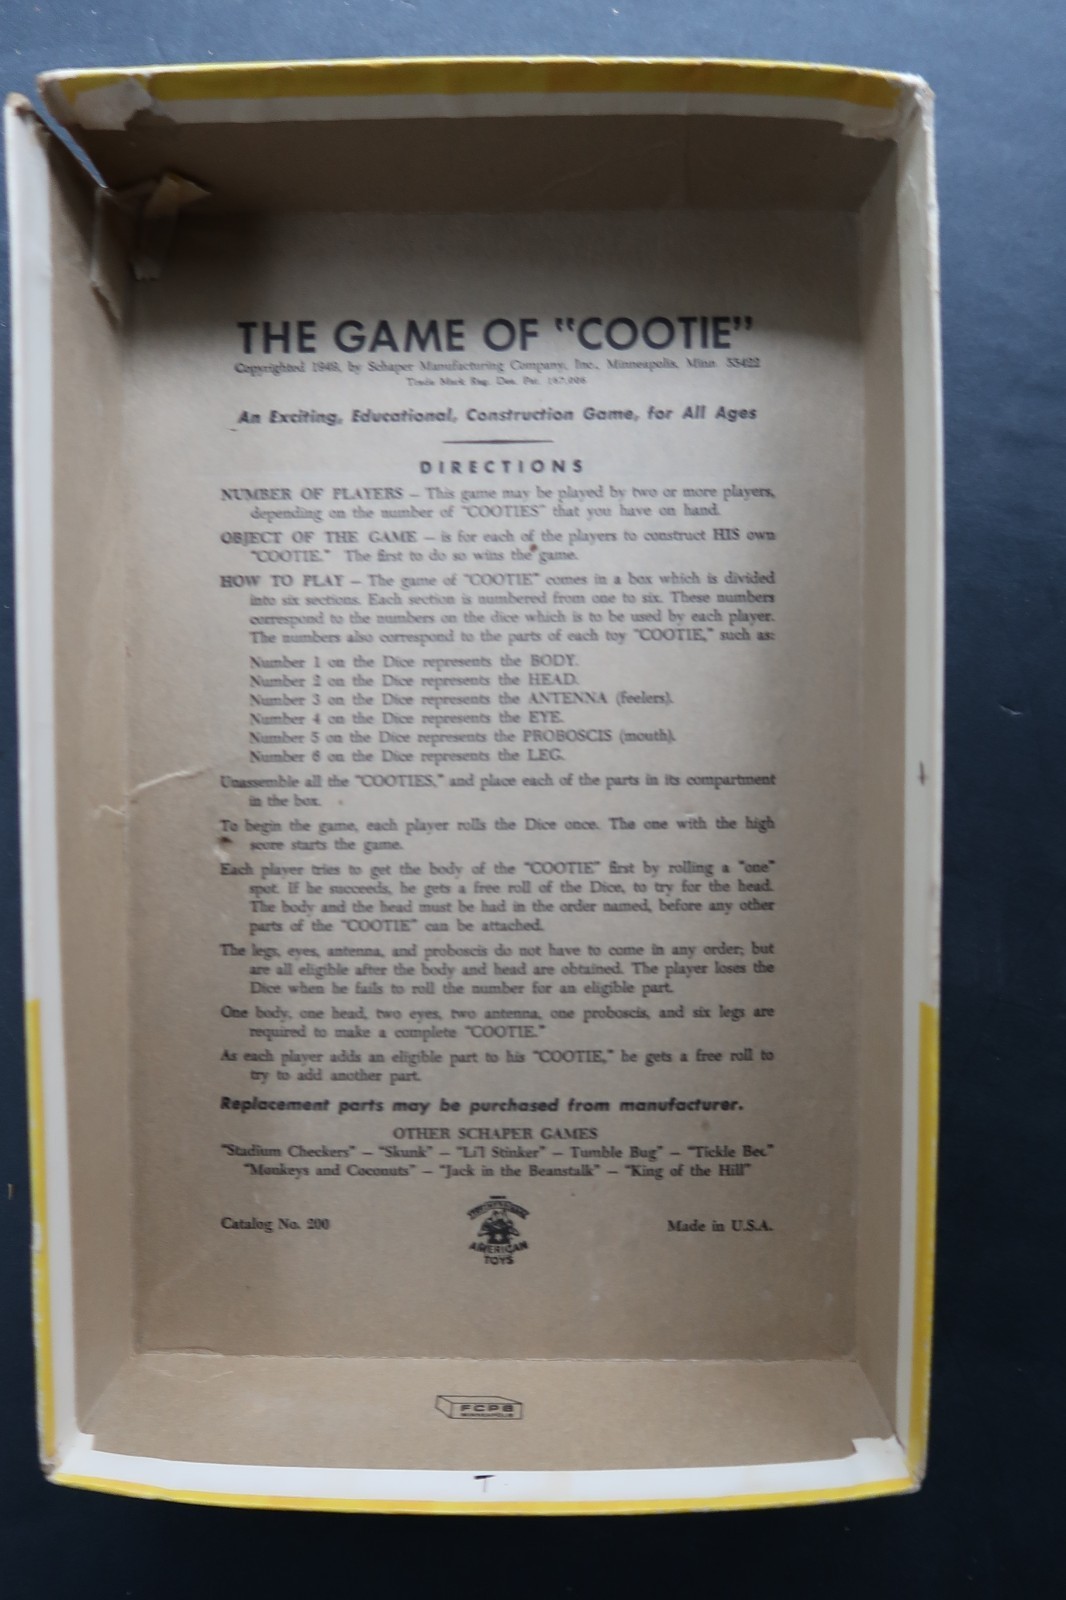 THE GAME OF "COOTIE"
Copyrighted 1949, by Schaper Manufacturing Company, Inc., Minneapolis, Minn. 55422
Trade Mark Reg. Des. Pat.
An Exciting, Educational, Construction Game, for All Ages
DIRECTIONS
NUMBER OF PLAYERS – This game may be played by two or more players,
depending on the number of "COOTIES" that you have on hand.
OBJECT OF THE GAME – is for each of the players to construct HIS own
"COOTIE." The first to do so wins the game.
HOW TO PLAY – The game of "COOTIE" comes in a box which is divided
into six sections. Each section is numbered from one to six. These numbers
correspond to the numbers on the dice which is to be used by each player.
The numbers also correspond to the parts of each toy "COOTIE," such as:
Number 1 on the Dice represents the BODY.
Number 2 on the Dice represents the HEAD.
Number 3 on the Dice represents the ANTENNA (feelers).
Number 4 on the Dice represents the EYE.
Number 5 on the Dice represents the PROBOSCIS (mouth).
Number 6 on the Dice represents the LEG.
Unassemble all the "COOTIES," and place each of the parts in its compartment
in the box.
To begin the game, each player rolls the Dice once. The one with the high
score starts the game.
Each player tries to get the body of the "COOTIE" first by rolling a "one"
spot. If he succeeds, he gets a free roll of the Dice, to try for the head.
The body and the head must be had in the order named, before any other
parts of the "COOTIE" can be attached.
The legs, eyes, antenna, and proboscis do not have to come in any order; but
are all eligible after the body and head are obtained. The player loses the
Dice when he fails to roll the number for an eligible part.
One body, one head, two eyes, two antenna, one proboscis, and six legs are
required to make a complete "COOTIE."
As each player adds an eligible part to his "COOTIE," he gets a free roll to
try to add another part.
Replacement parts may be purchased from manufacturer.
OTHER SCHAPER GAMES
"Stadium Checkers" – "Skunk" – "Li'l Stinker" – Tumble Bug" – "Tickle Bee"
"Monkeys and Coconuts" – "Jack in the Beanstalk" – "King of the Hill"
Catalog No. 200
AMERICAN
TOYS
Made in U.S.A.
FCPB
MINNEAPOLIS
T